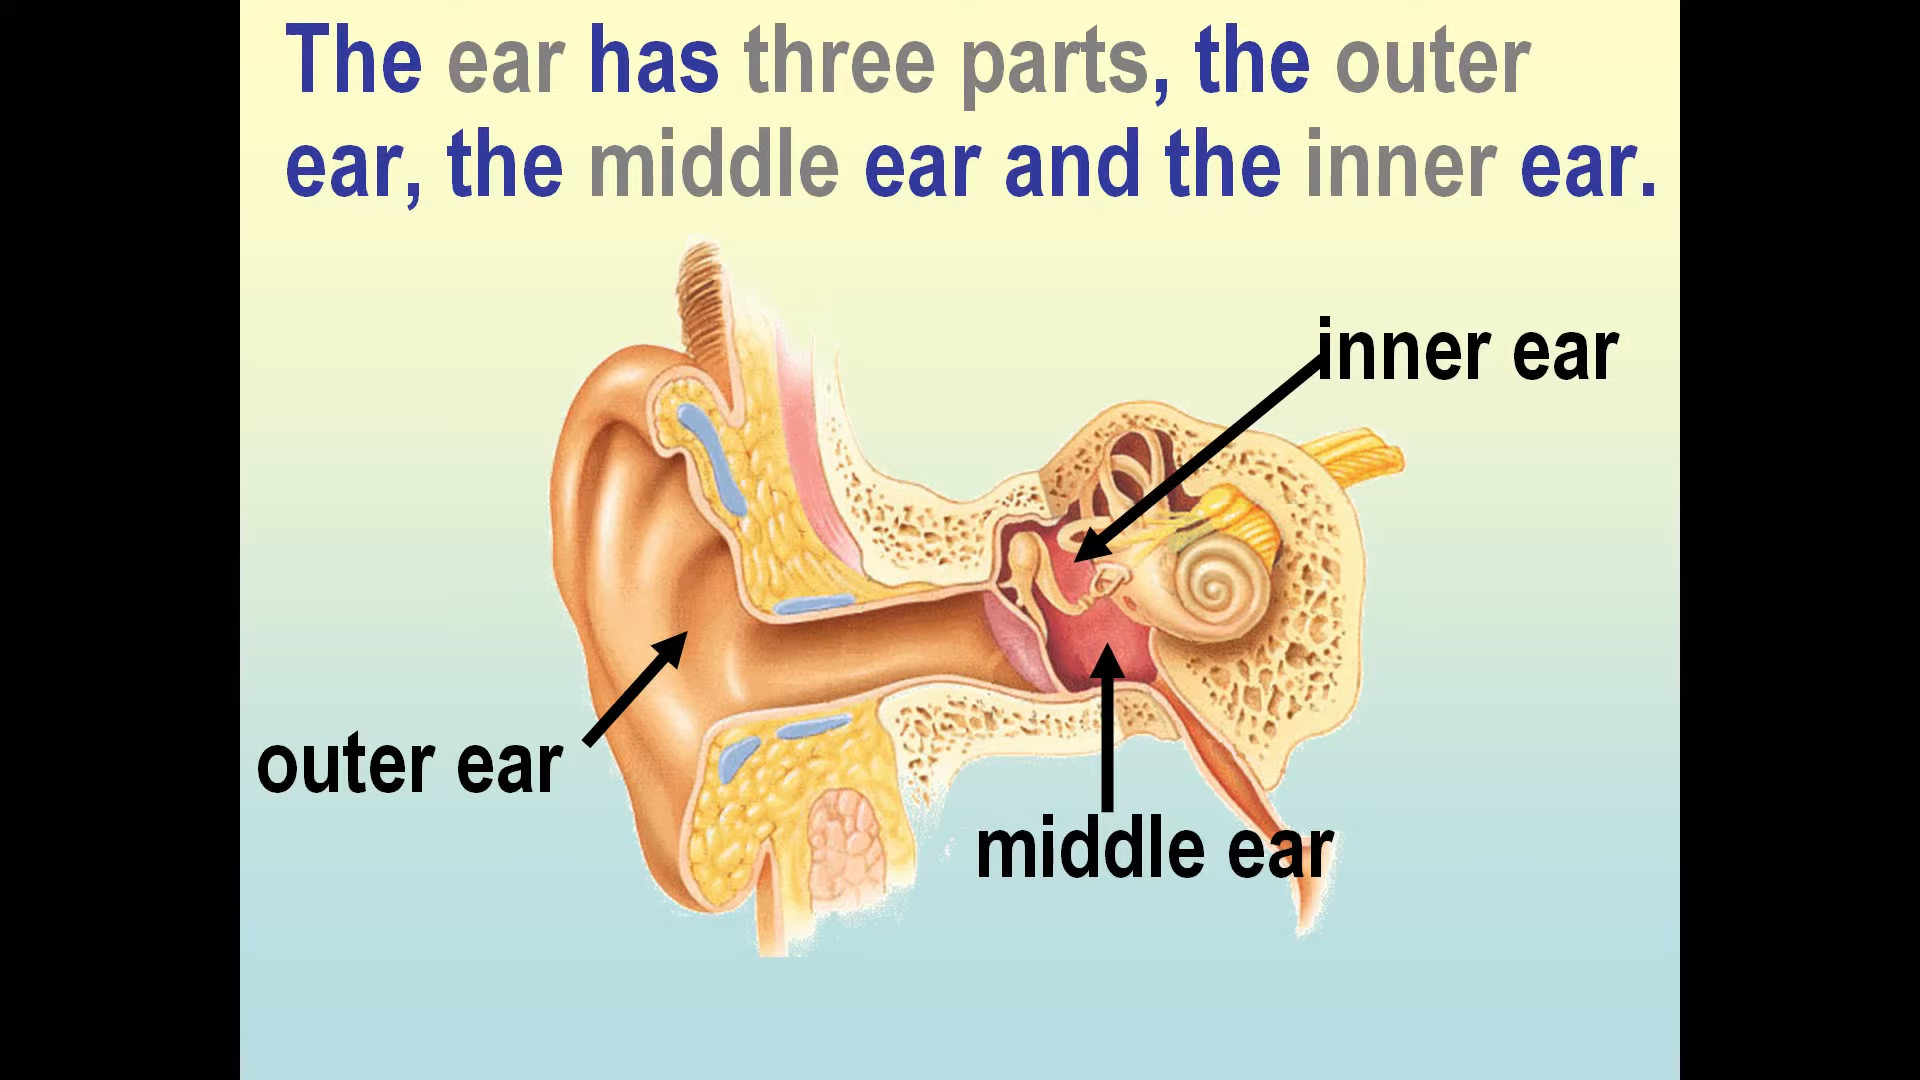 The ear has three parts, the outer
ear, the middle ear and the inner ear.
inner ear
outer ear
middle ear